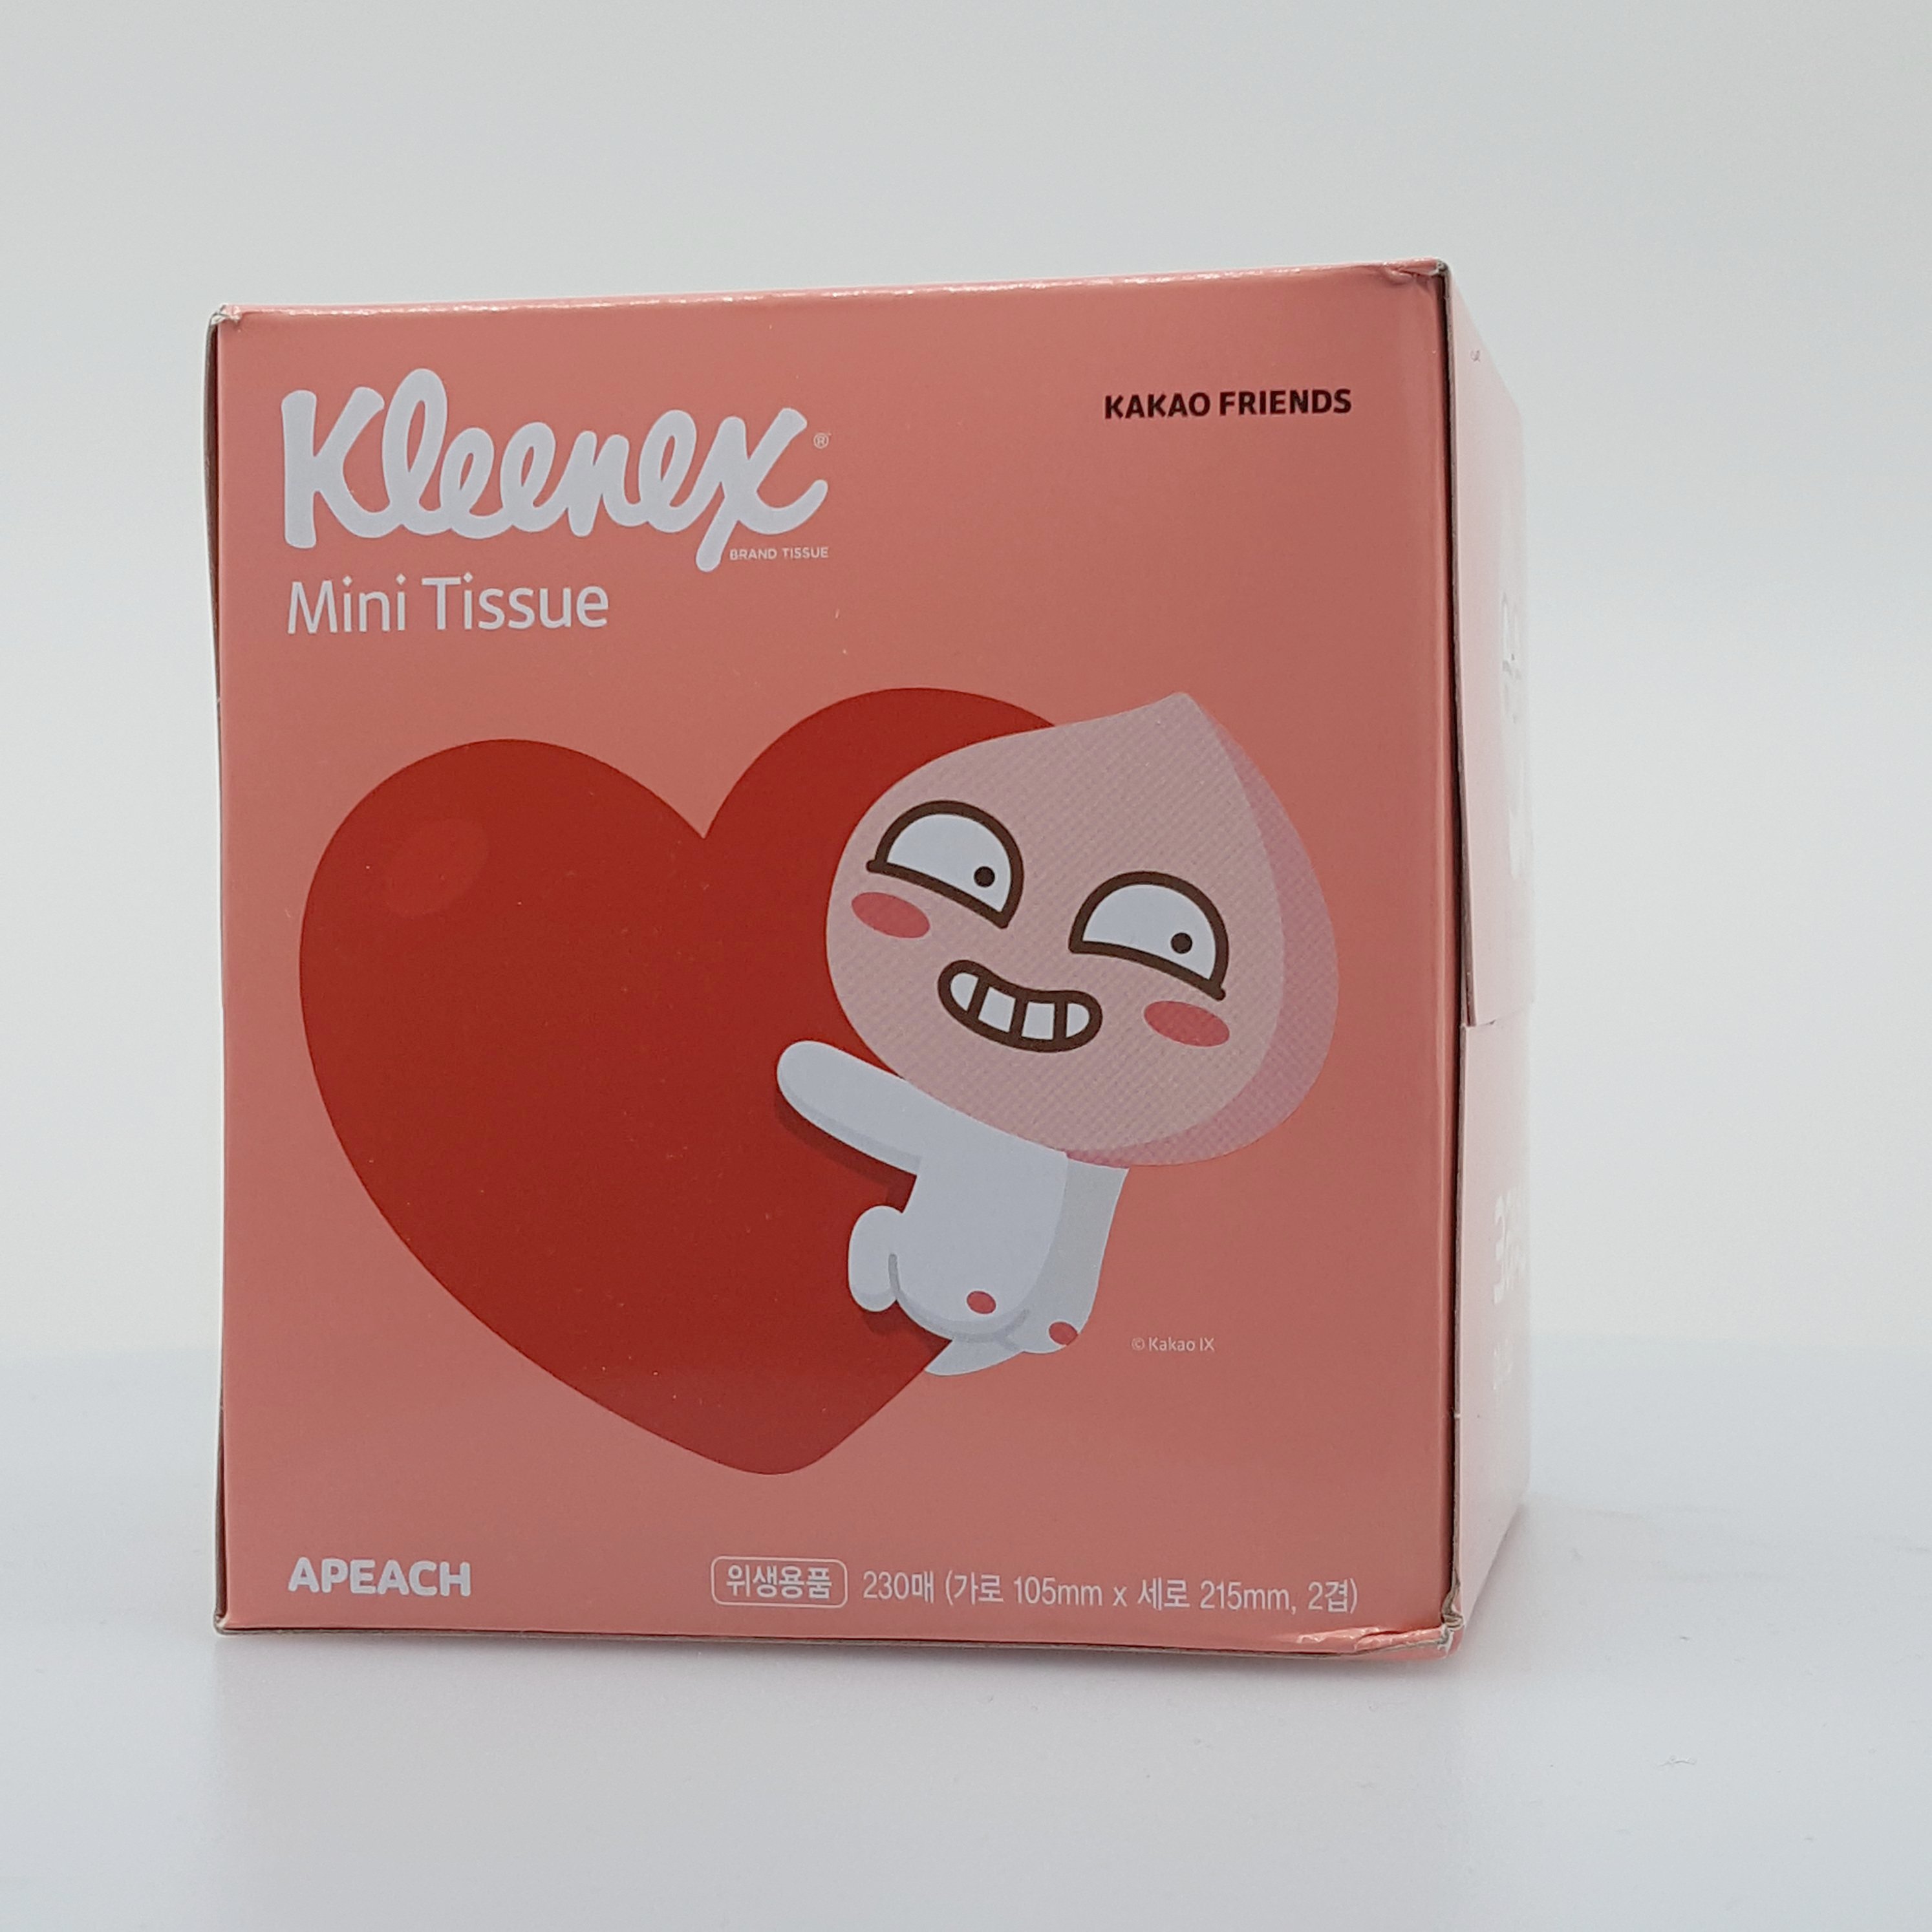 Kleenex®
BRAND TISSUE
Mini Tissue
KAKAO FRIENDS
© Kakao IX
APEACH
위생용품 230매 (가로 105mm x 세로 215mm, 2겹)